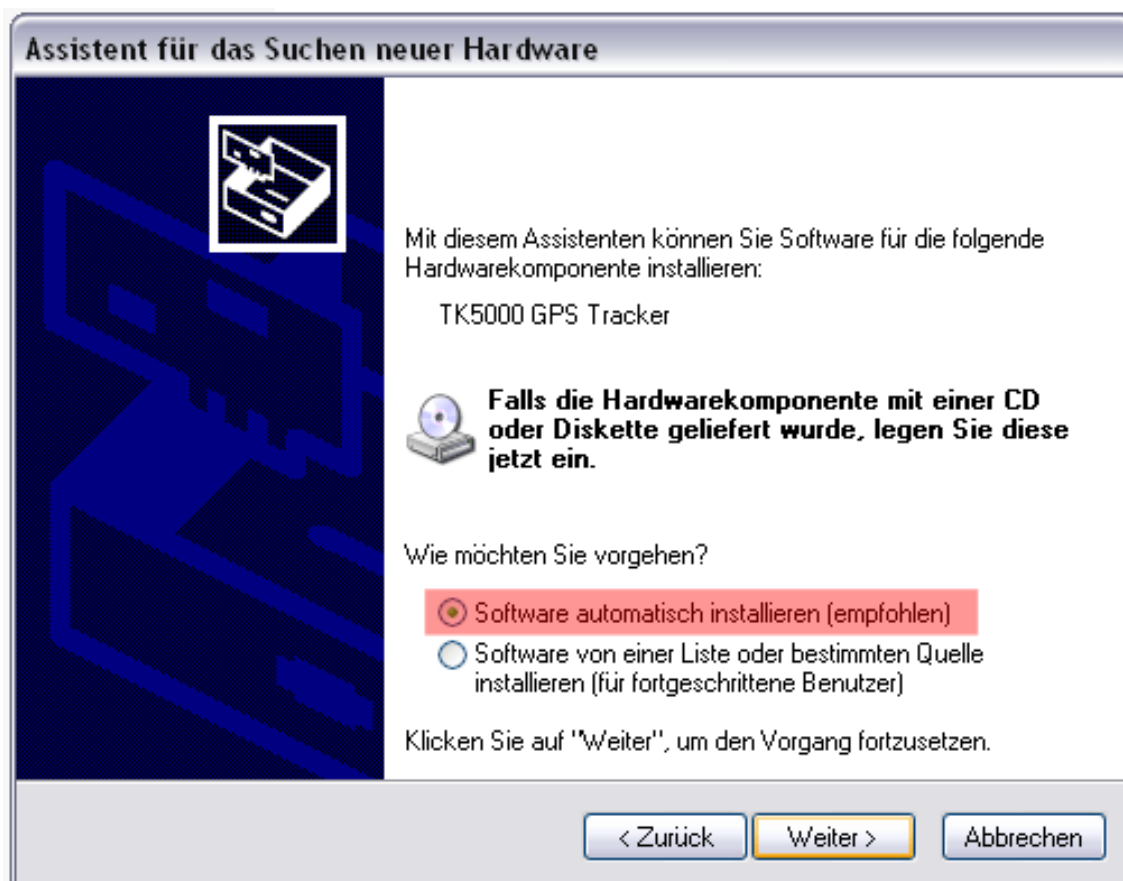 Assistent für das Suchen neuer Hardware
Mit diesem Assistenten können Sie Software für die folgende
Hardwarekomponente installieren:
TK5000 GPS Tracker
Falls die Hardwarekomponente mit einer CD
oder Diskette geliefert wurde, legen Sie diese
jetzt ein.
Wie möchten Sie vorgehen?
Software automatisch installieren (empfohlen)
Software von einer Liste oder bestimmten Quelle
installieren (für fortgeschrittene Benutzer)
Klicken Sie auf "Weiter", um den Vorgang fortzusetzen.
< Zurück Weiter > Abbrechen